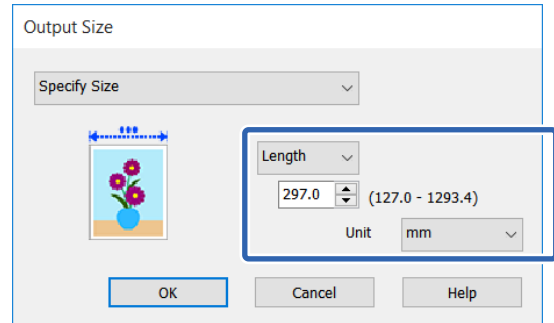 Output Size
Specify Size
Length
297.0 (127.0 - 1293.4)
Unit mm
OK Cancel Help